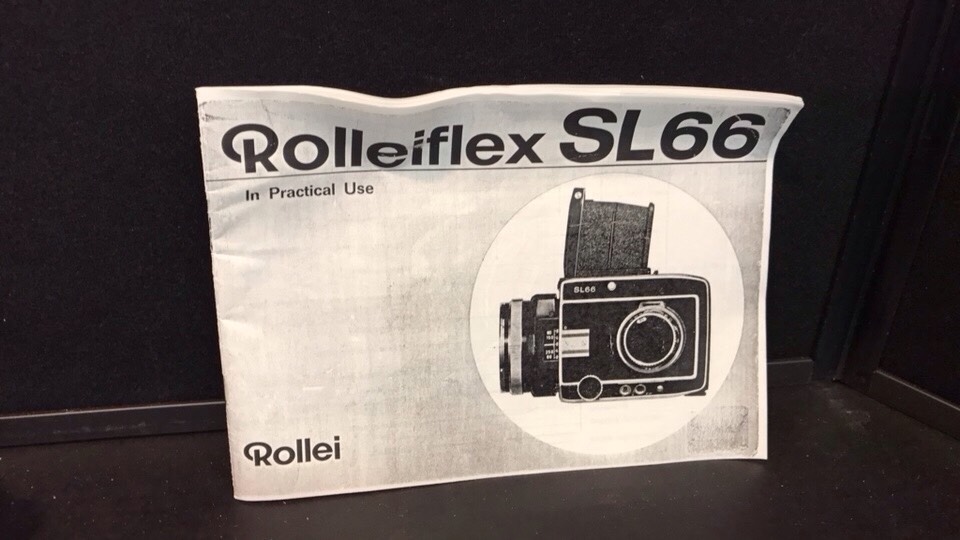 Rolleiflex SL66
In Practical Use
SL66
Rollei